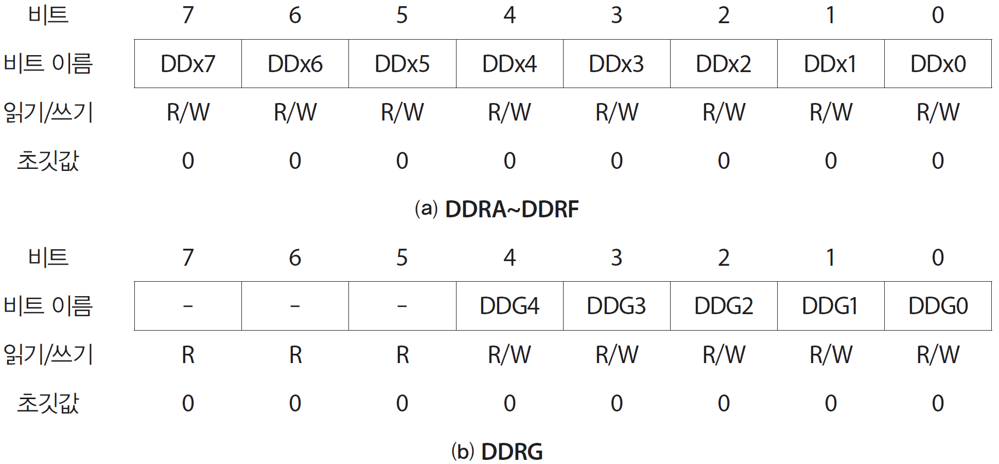 비트 7 6 5 4 3 2 1 0
비트 이름 DDx7 DDx6 DDx5 DDx4 DDx3 DDx2 DDx1 DDx0
읽기/쓰기 R/W R/W R/W R/W R/W R/W R/W R/W
초깃값 0 0 0 0 0 0 0 0
(a) DDRA~DDRF
비트 7 6 5 4 3 2 1 0
비트 이름 – – – DDG4 DDG3 DDG2 DDG1 DDG0
읽기/쓰기 R R R R/W R/W R/W R/W R/W
초깃값 0 0 0 0 0 0 0 0
(b) DDRG